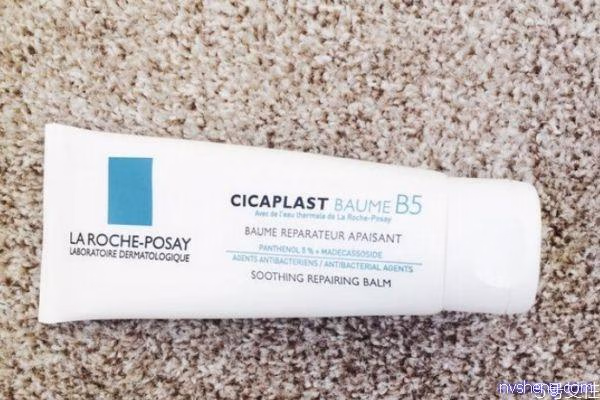 CICAPLAST BAUME B5
Avec de l'eau thermale de La Roche-Posay
BAUME REPARATEUR APAISANT
PANTHENOL 5 % + MADECASSOSIDE
AGENTS ANTIBACTERIENS / ANTIBACTERIAL AGENTS
SOOTHING REPAIRING BALM
LA ROCHE-POSAY
LABORATOIRE DERMATOLOGIQUE
nvsheng.com